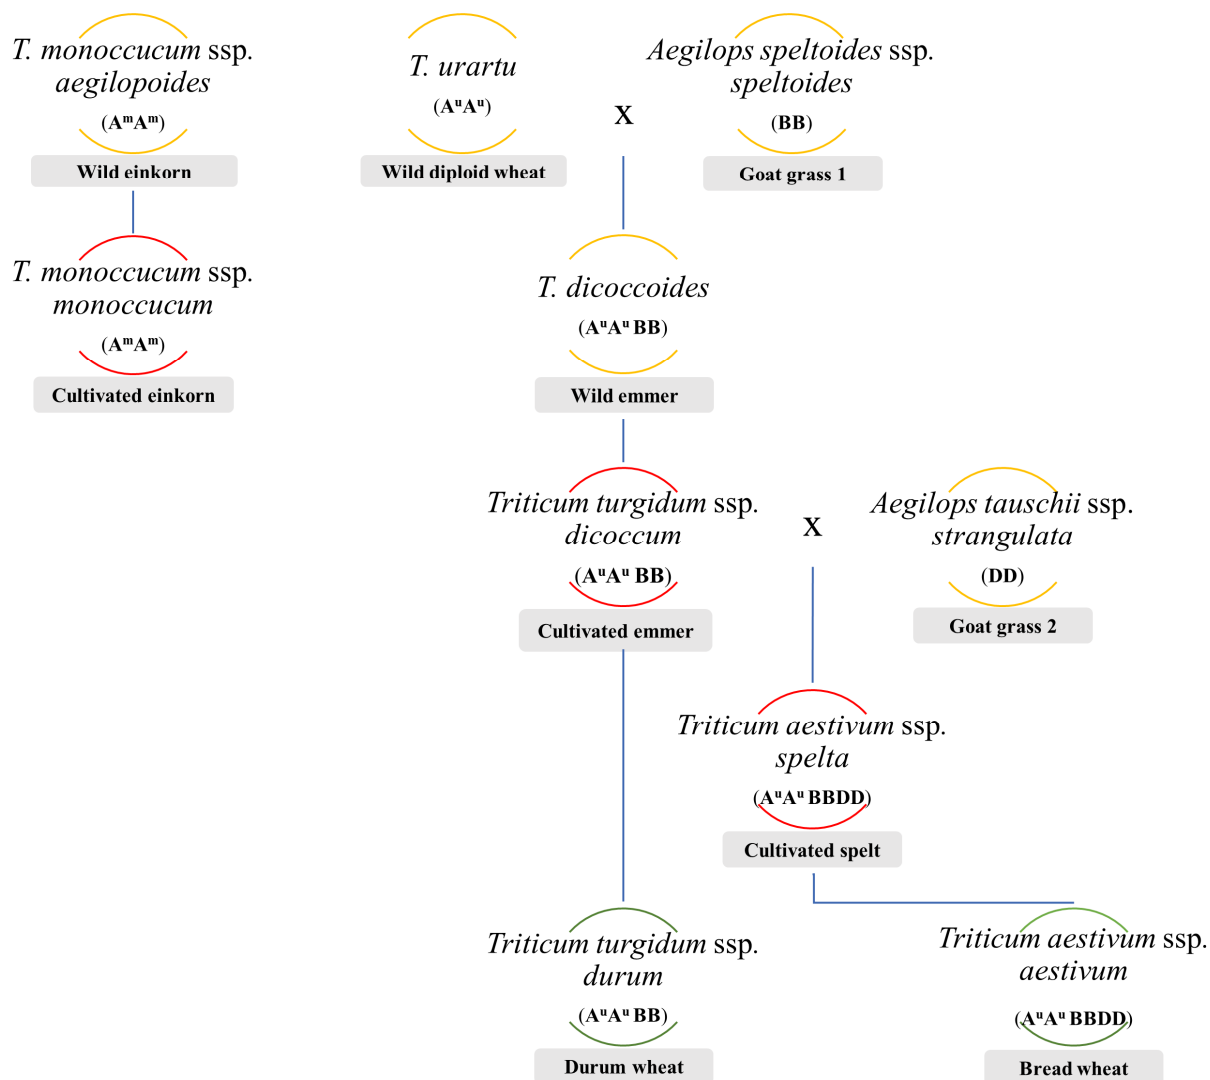 T. monoccucum ssp.
aegilopoides
(AᵐAᵐ)
Wild einkorn
T. urartu
(AᵘAᵘ)
Wild diploid wheat
x
Aegilops speltoides ssp.
speltoides
(BB)
Goat grass 1
T. monoccucum ssp.
monoccucum
(AᵐAᵐ)
Cultivated einkorn
T. dicoccoides
(AᵘAᵘ BB)
Wild emmer
Triticum turgidum ssp.
dicoccum
(AᵘAᵘ BB)
Cultivated emmer
x
Aegilops tauschii ssp.
strangulata
(DD)
Goat grass 2
Triticum aestivum ssp.
spelta
(AᵘAᵘ BBDD)
Cultivated spelt
Triticum turgidum ssp.
durum
(AᵘAᵘ BB)
Durum wheat
Triticum aestivum ssp.
aestivum
(AᵘAᵘ BBDD)
Bread wheat